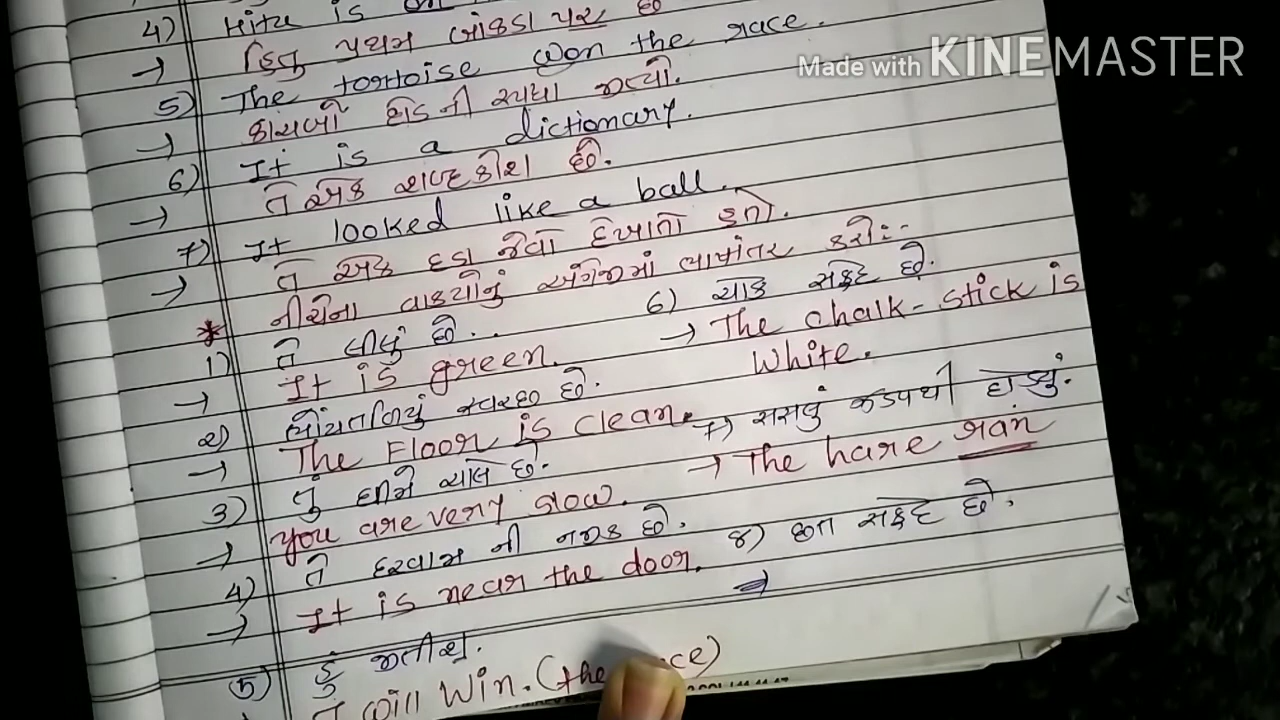 Made with KINEMASTER
4) Hitu is
→ હિતુ પ્રથમ બાંકડા પર છે
5) The tortoise won the race.
→ કાચબો દોડની સ્પર્ધા જીત્યો.
6) It is a dictionary.
→ તે એક શબ્દકોશ છે.
7) It looked like a ball.
→ તે એક દડા જેવો દેખાતો હતો.
* નીચેના વાક્યોનું અંગ્રેજીમાં ભાષાંતર કરો:-
1) તે લીલું છે.
→ It is green.
2) ભોંયતળિયું સ્વચ્છ છે.
→ The Floor is clean.
3) તું ધીમે ચાલે છે.
→ you are very slow.
4) તે દરવાજાની નજીક છે.
→ It is near the door.
5) હું જીતીશ.
I will win. (the
6) ચાક સફેદ છે.
→ The chalk-stick is
white.
7) સસલું ઝડપથી દોડ્યું.
→ The hare ran
8) છત સફેદ છે.
→